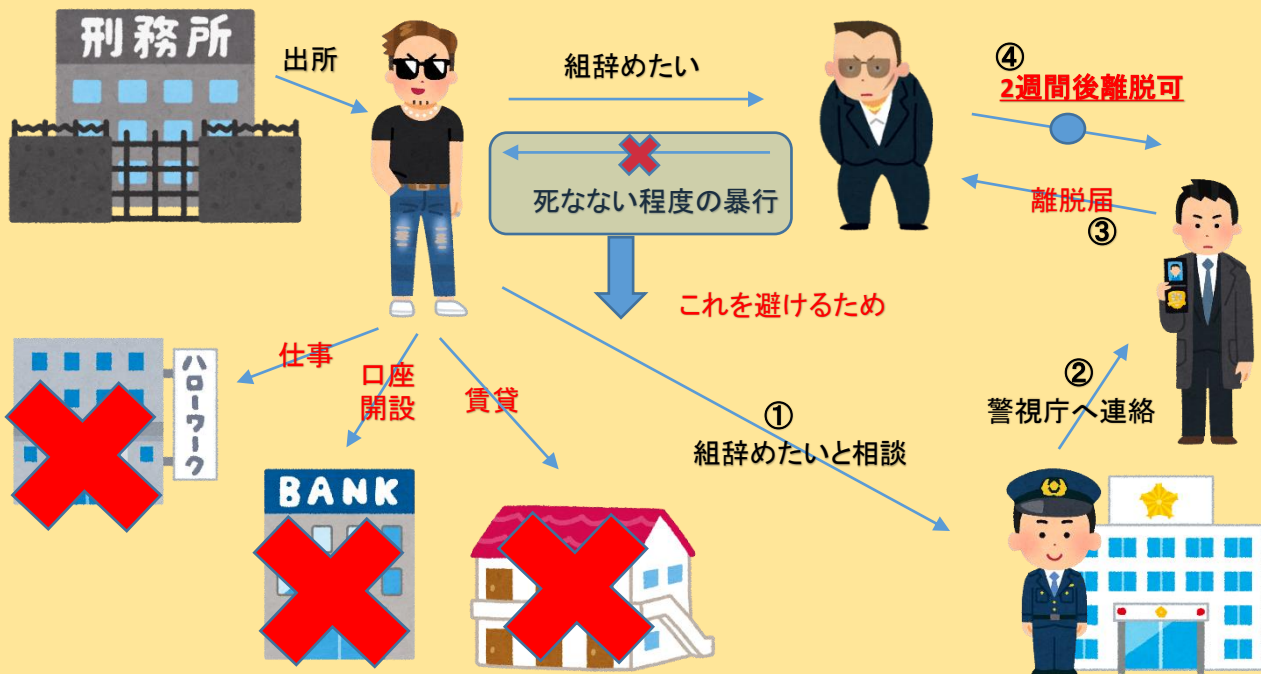 刑務所
出所
組辞めたい
④
2週間後離脱可
死なない程度の暴行
離脱届
③
これを避けるため
仕事
口座
開設
賃貸
ハローワーク
①
組辞めたいと相談
②
警視庁へ連絡
BANK